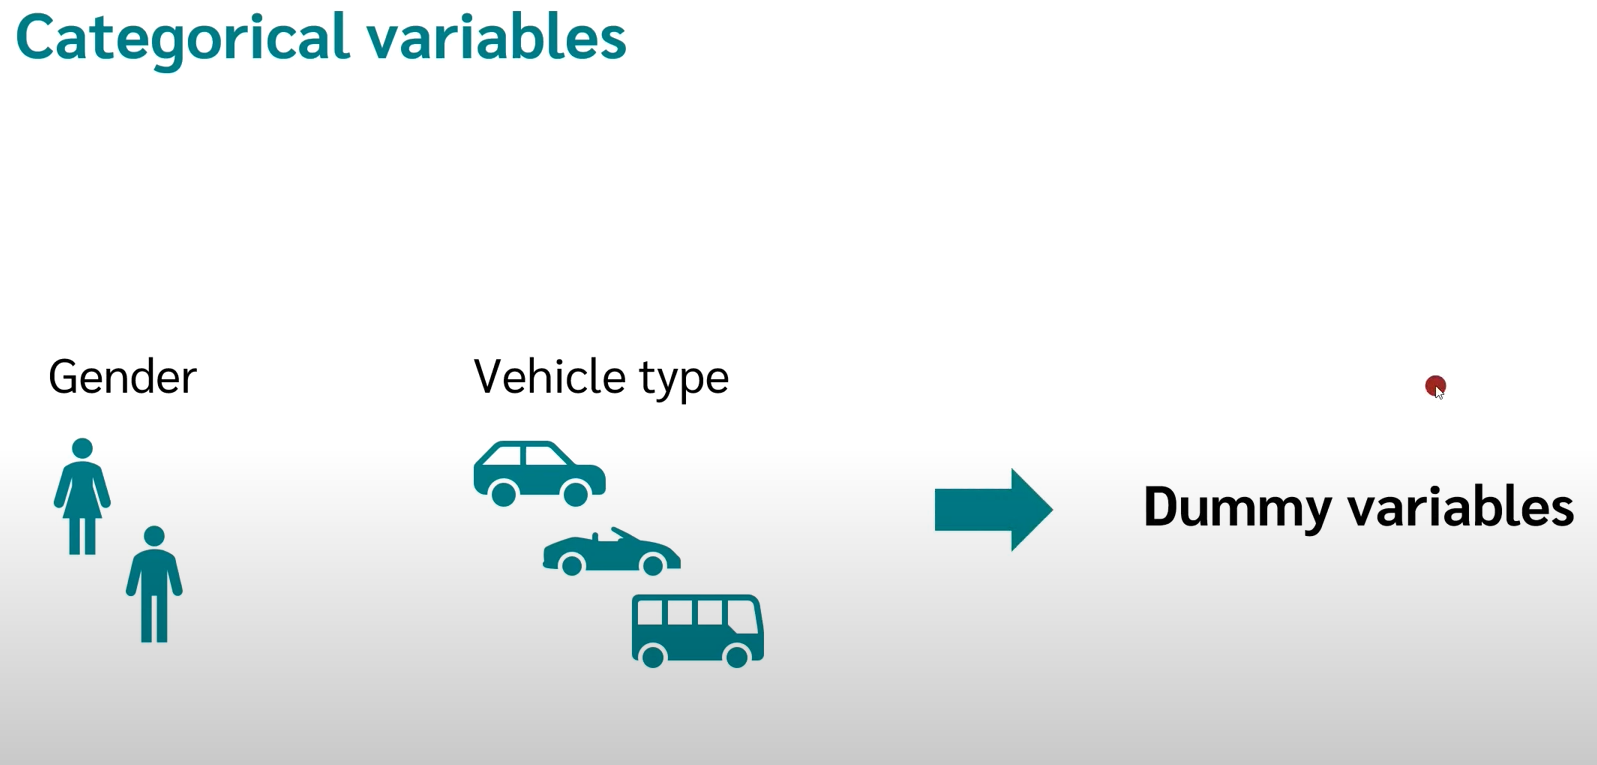 Categorical variables
Gender
Vehicle type
Dummy variables